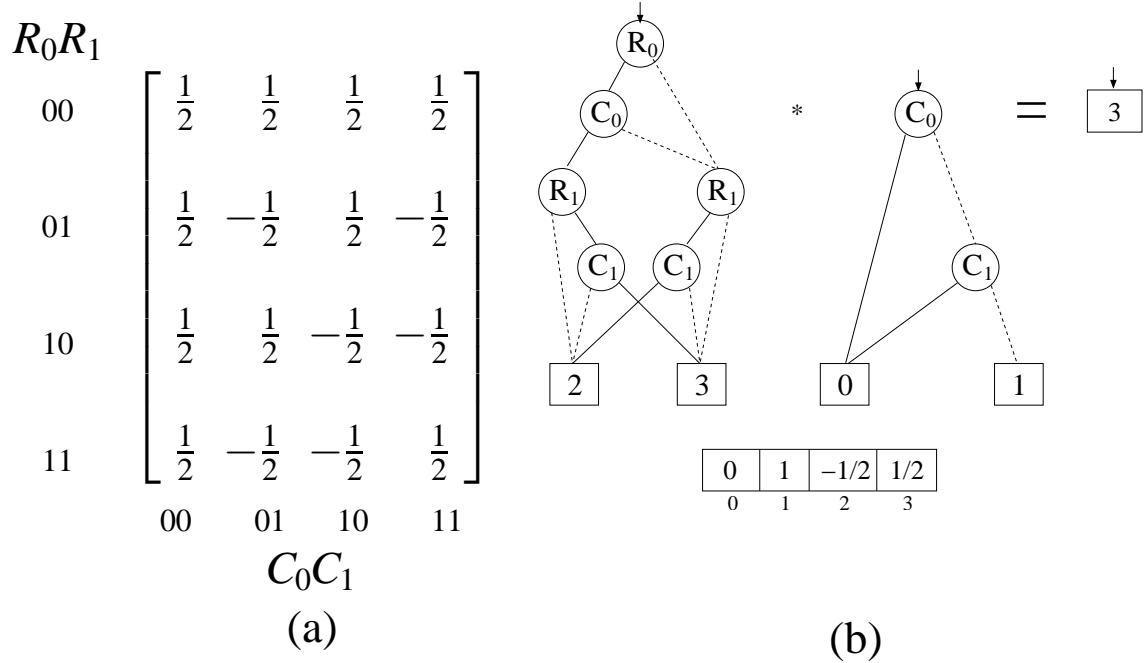 R0R1
00 1/2 1/2 1/2 1/2
01 1/2 −1/2 1/2 −1/2
10 1/2 1/2 −1/2 −1/2
11 1/2 −1/2 −1/2 1/2
00 01 10 11
C0C1
(a)
R0
C0 * C0 = 3
R1 R1
C1 C1 C1
2 3 0 1
0 1 −1/2 1/2
0 1 2 3
(b)